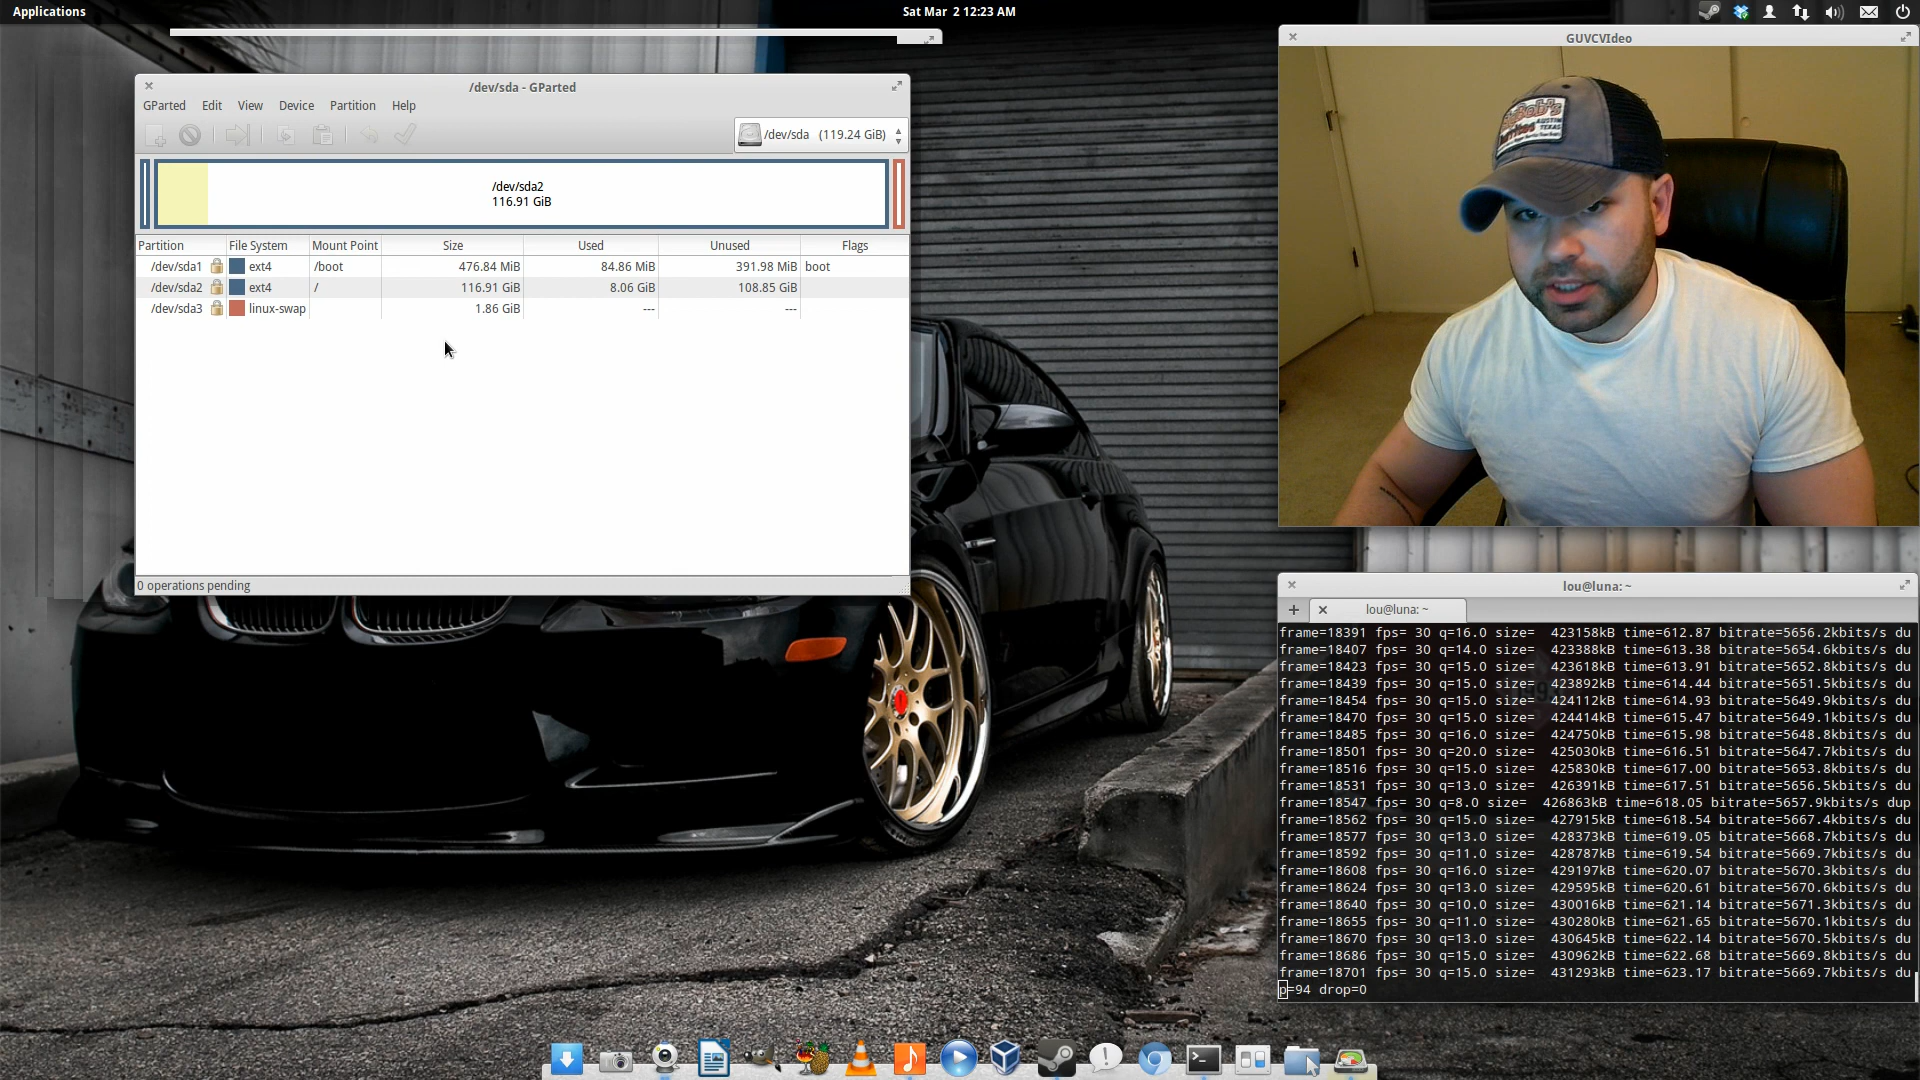 Applications
Sat Mar 2 12:23 AM
/dev/sda - GParted
GParted Edit View Device Partition Help
/dev/sda (119.24 GiB)
/dev/sda2
116.91 GiB
Partition File System Mount Point Size Used Unused Flags
/dev/sda1 ext4 /boot 476.84 MiB 84.86 MiB 391.98 MiB boot
/dev/sda2 ext4 / 116.91 GiB 8.06 GiB 108.85 GiB
/dev/sda3 linux-swap 1.86 GiB --- ---
0 operations pending
GUVCVIdeo
AUSTIN
TEXAS
lou@luna: ~
lou@luna: ~
frame=18391 fps= 30 q=16.0 size= 423158kB time=612.87 bitrate=5656.2kbits/s du
frame=18407 fps= 30 q=14.0 size= 423388kB time=613.38 bitrate=5654.6kbits/s du
frame=18423 fps= 30 q=15.0 size= 423618kB time=613.91 bitrate=5652.8kbits/s du
frame=18439 fps= 30 q=15.0 size= 423892kB time=614.44 bitrate=5651.5kbits/s du
frame=18454 fps= 30 q=15.0 size= 424112kB time=614.93 bitrate=5649.9kbits/s du
frame=18470 fps= 30 q=15.0 size= 424414kB time=615.47 bitrate=5649.1kbits/s du
frame=18485 fps= 30 q=16.0 size= 424750kB time=615.98 bitrate=5648.8kbits/s du
frame=18501 fps= 30 q=20.0 size= 425030kB time=616.51 bitrate=5647.7kbits/s du
frame=18516 fps= 30 q=15.0 size= 425830kB time=617.00 bitrate=5653.8kbits/s du
frame=18531 fps= 30 q=13.0 size= 426391kB time=617.51 bitrate=5656.5kbits/s du
frame=18547 fps= 30 q=8.0 size= 426863kB time=618.05 bitrate=5657.9kbits/s dup
frame=18562 fps= 30 q=15.0 size= 427915kB time=618.54 bitrate=5667.4kbits/s du
frame=18577 fps= 30 q=13.0 size= 428373kB time=619.05 bitrate=5668.7kbits/s du
frame=18592 fps= 30 q=11.0 size= 428787kB time=619.54 bitrate=5669.7kbits/s du
frame=18608 fps= 30 q=16.0 size= 429197kB time=620.07 bitrate=5670.3kbits/s du
frame=18624 fps= 30 q=13.0 size= 429595kB time=620.61 bitrate=5670.6kbits/s du
frame=18640 fps= 30 q=10.0 size= 430016kB time=621.14 bitrate=5671.3kbits/s du
frame=18655 fps= 30 q=11.0 size= 430280kB time=621.65 bitrate=5670.1kbits/s du
frame=18670 fps= 30 q=13.0 size= 430645kB time=622.14 bitrate=5670.5kbits/s du
frame=18686 fps= 30 q=15.0 size= 430962kB time=622.68 bitrate=5669.8kbits/s du
frame=18701 fps= 30 q=15.0 size= 431293kB time=623.17 bitrate=5669.7kbits/s du
p=94 drop=0